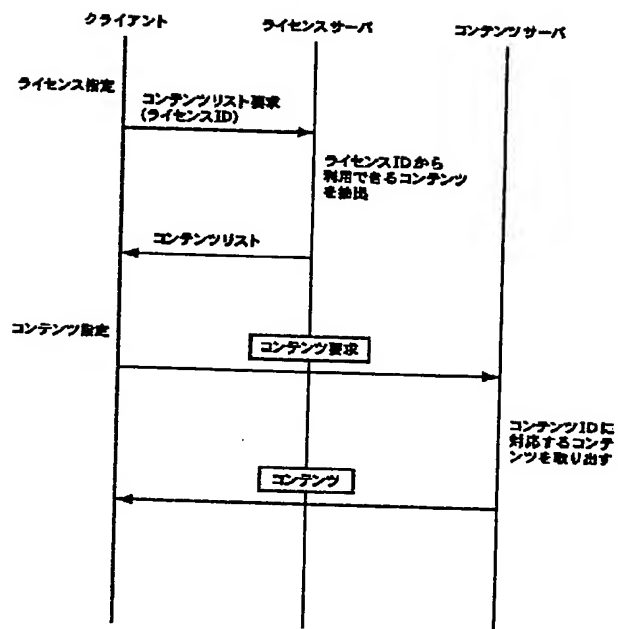 クライアント
ライセンスサーバ
コンテンツサーバ
ライセンス指定
コンテンツリスト要求
(ライセンスID)
ライセンスIDから
利用できるコンテンツ
を抽出
コンテンツリスト
コンテンツ指定
コンテンツ要求
コンテンツIDに
対応するコンテ
ンツを取り出す
コンテンツ